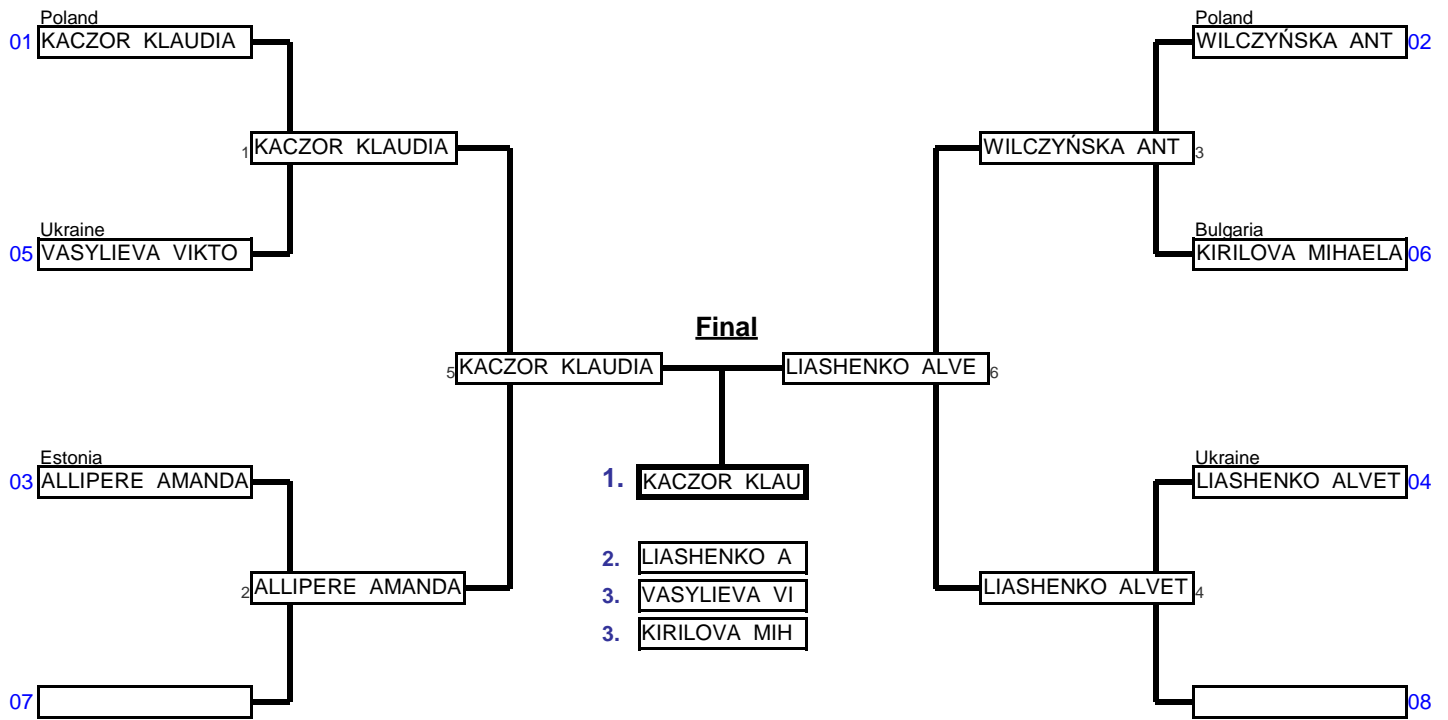 Poland
Poland
01 KACZOR KLAUDIA
WILCZYŃSKA ANT 02
1 KACZOR KLAUDIA
WILCZYŃSKA ANT 3
Ukraine
Bulgaria
05 VASYLIEVA VIKTO
KIRILOVA MIHAELA 06
Final
5 KACZOR KLAUDIA
LIASHENKO ALVE 6
Estonia
Ukraine
03 ALLIPERE AMANDA
1. KACZOR KLAU
LIASHENKO ALVET 04
2. LIASHENKO A
2 ALLIPERE AMANDA
LIASHENKO ALVET 4
3. VASYLIEVA VI
3. KIRILOVA MIH
07
08